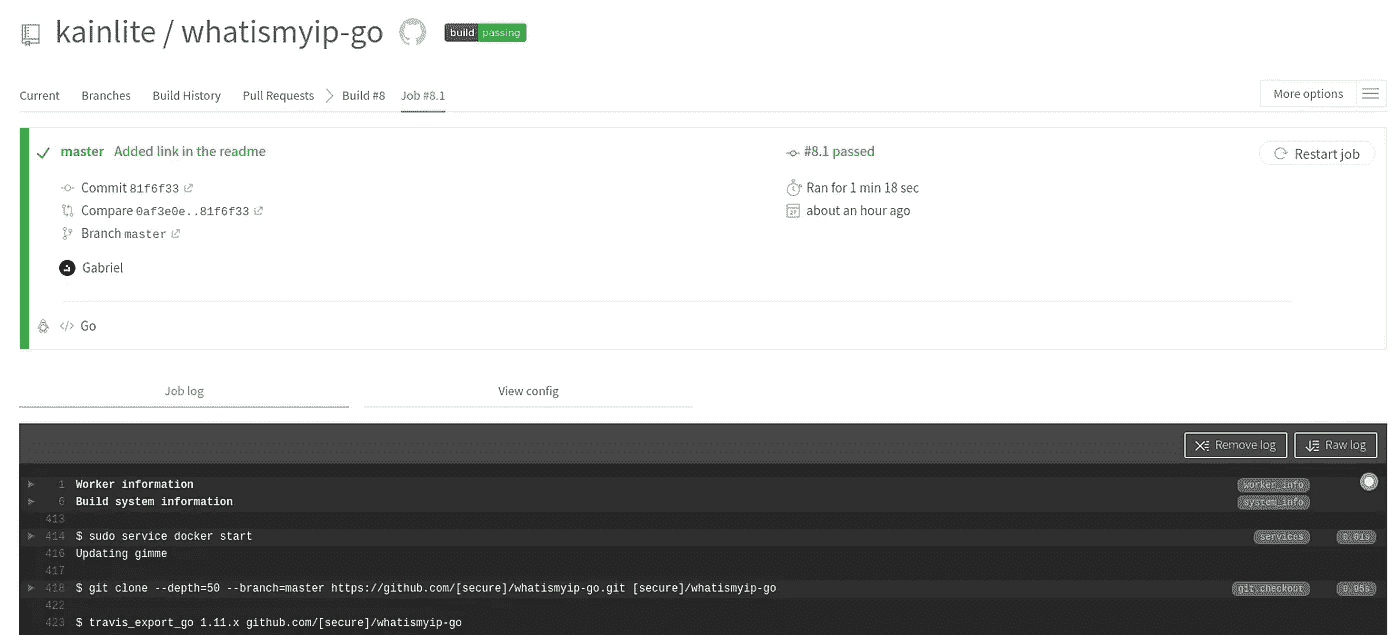 kainlite / whatismyip-go build passing
Current Branches Build History Pull Requests Build #8 Job #8.1 More options
master Added link in the readme #8.1 passed Restart job
Commit 81f6f33 Ran for 1 min 18 sec
Compare 0af3e0e..81f6f33 about an hour ago
Branch master
Gabriel
</> Go
Job log View config
Remove log Raw log
1 Worker information worker_info
6 Build system information system_info
413
414 $ sudo service docker start services 0.01s
416 Updating gimme
417
418 $ git clone --depth=50 --branch=master https://github.com/[secure]/whatismyip-go.git [secure]/whatismyip-go git.checkout 0.95s
422
423 $ travis_export_go 1.11.x github.com/[secure]/whatismyip-go